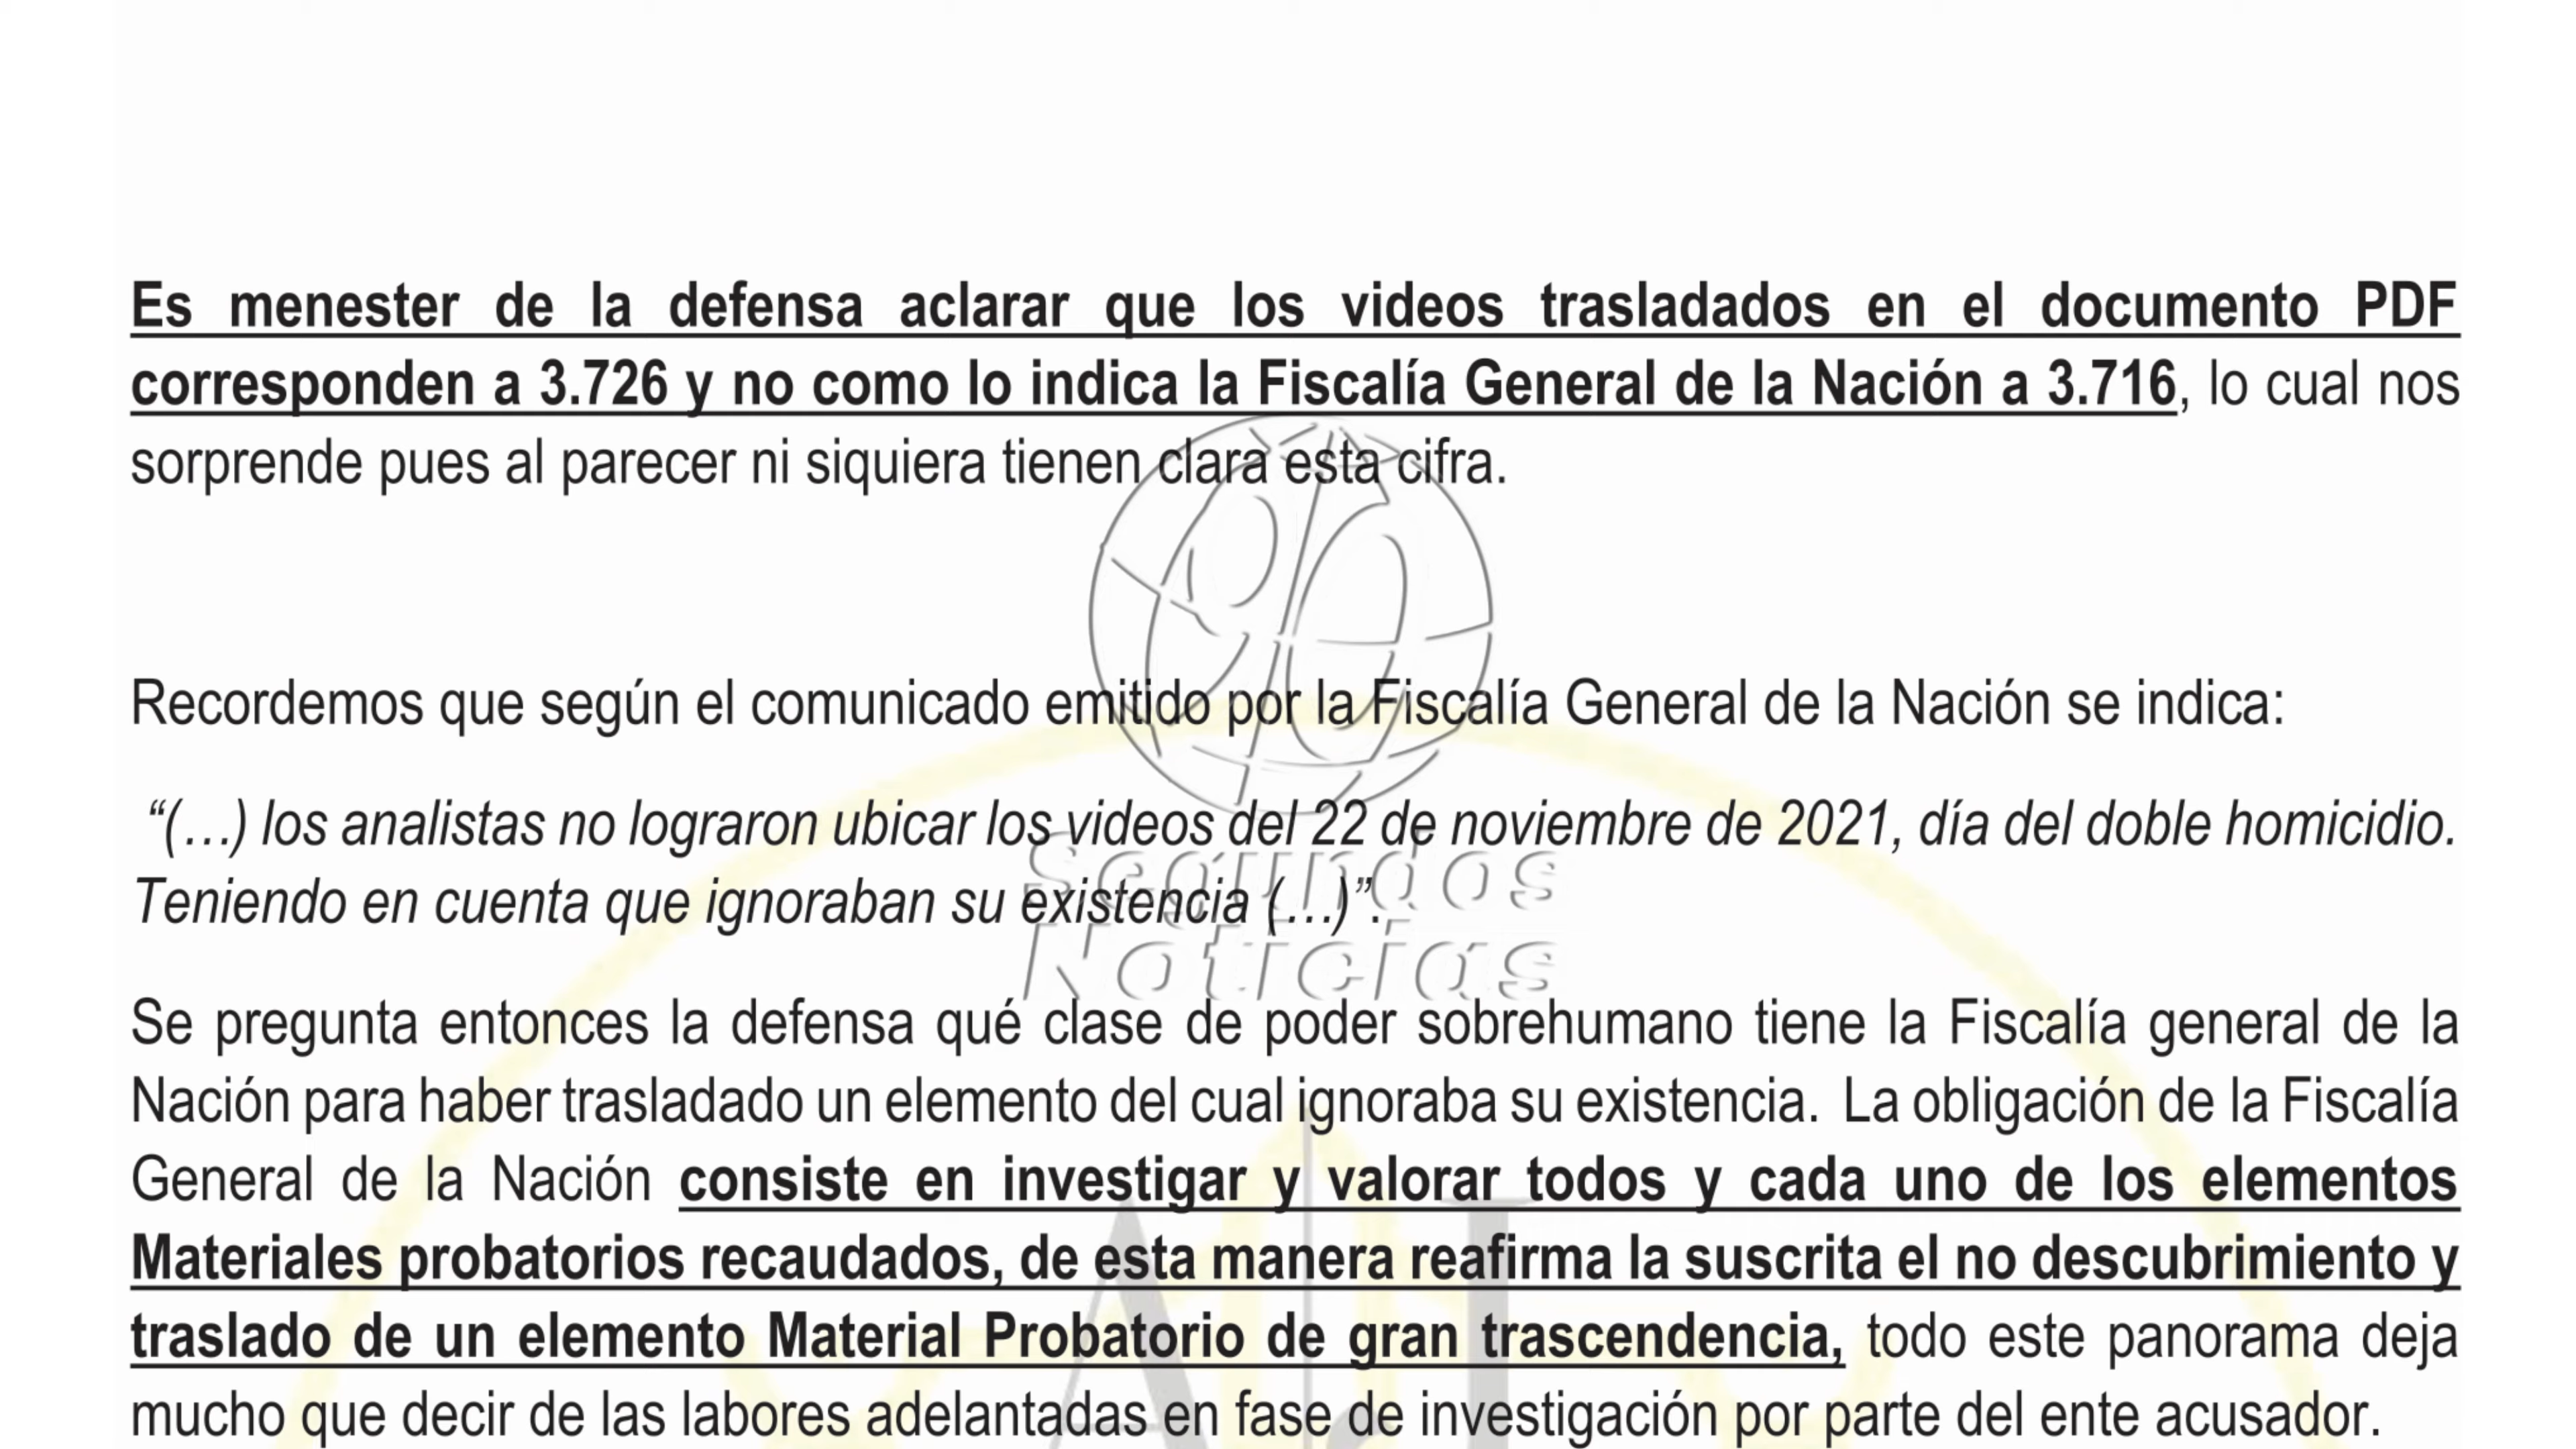 Es menester de la defensa aclarar que los videos trasladados en el documento PDF
corresponden a 3.726 y no como lo indica la Fiscalía General de la Nación a 3.716, lo cual nos
sorprende pues al parecer ni siquiera tienen clara esta cifra.
90
Recordemos que según el comunicado emitido por la Fiscalía General de la Nación se indica:
“(…) los analistas no lograron ubicar los videos del 22 de noviembre de 2021, día del doble homicidio.
Segundos
Teniendo en cuenta que ignoraban su existencia (…)”.
Noticias
Se pregunta entonces la defensa qué clase de poder sobrehumano tiene la Fiscalía general de la
Nación para haber trasladado un elemento del cual ignoraba su existencia. La obligación de la Fiscalía
General de la Nación consiste en investigar y valorar todos y cada uno de los elementos
Materiales probatorios recaudados, de esta manera reafirma la suscrita el no descubrimiento y
traslado de un elemento Material Probatorio de gran trascendencia, todo este panorama deja
mucho que decir de las labores adelantadas en fase de investigación por parte del ente acusador.